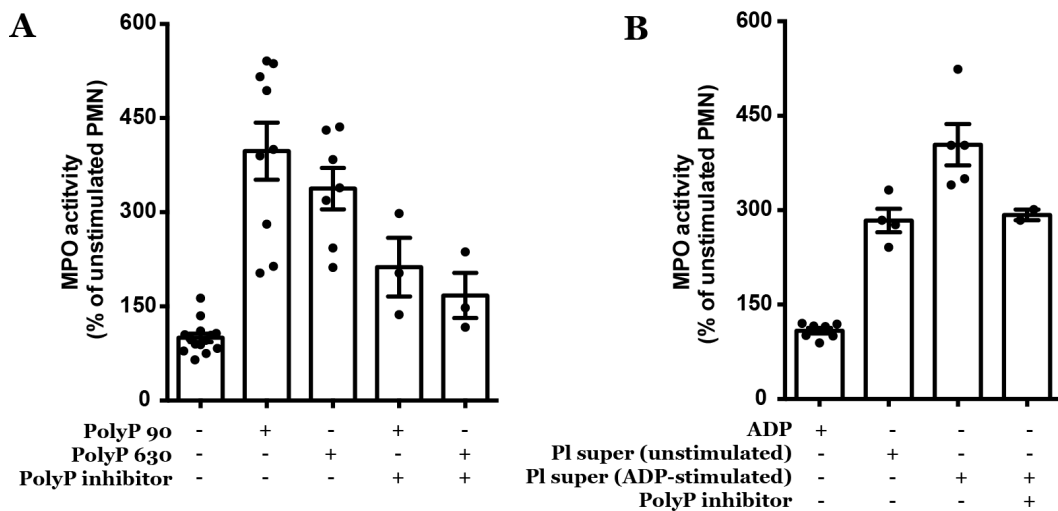 A
MPO actitvity
(% of unstimulated PMN)
600
450
300
150
0
PolyP 90 - + - + -
PolyP 630 - - + - +
PolyP inhibitor - - - + +
B
MPO activity
(% of unstimulated PMN)
600
450
300
150
0
ADP + - - -
Pl super (unstimulated) - + - -
Pl super (ADP-stimulated) - - + +
PolyP inhibitor - - - +